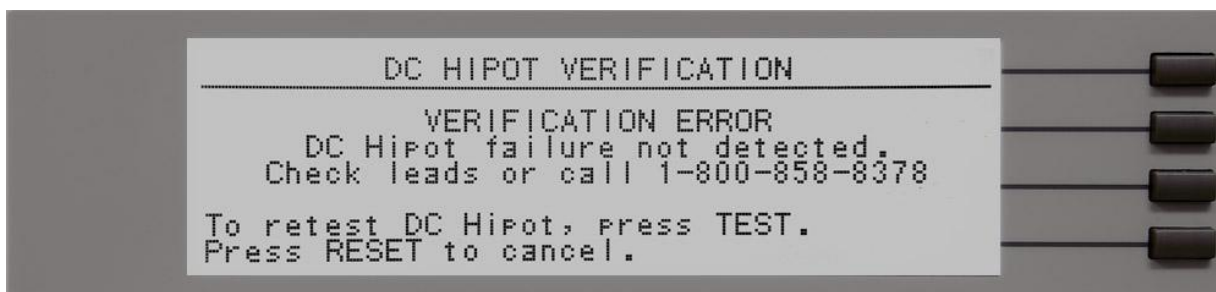 DC HIPOT VERIFICATION
VERIFICATION ERROR
DC Hipot failure not detected.
Check leads or call 1-800-858-8378
To retest DC Hipot, press TEST.
Press RESET to cancel.